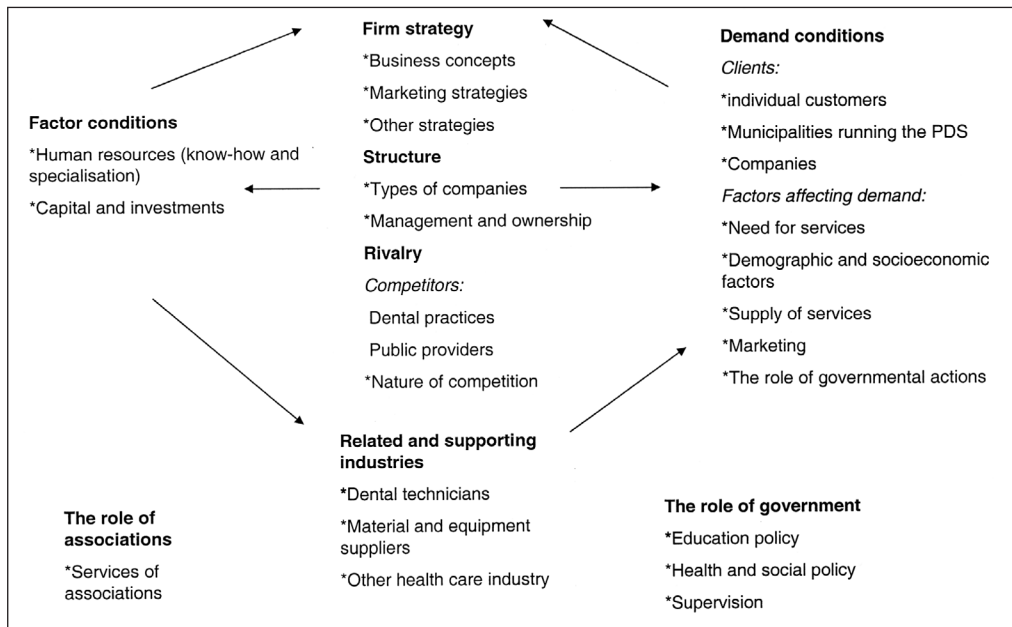 Factor conditions
*Human resources (know-how and
specialisation)
*Capital and investments
Firm strategy
*Business concepts
*Marketing strategies
*Other strategies
Structure
*Types of companies
*Management and ownership
Rivalry
Competitors:
Dental practices
Public providers
*Nature of competition
Demand conditions
Clients:
*individual customers
*Municipalities running the PDS
*Companies
Factors affecting demand:
*Need for services
*Demographic and socioeconomic
factors
*Supply of services
*Marketing
*The role of governmental actions
Related and supporting
industries
*Dental technicians
*Material and equipment
suppliers
*Other health care industry
The role of
associations
*Services of
associations
The role of government
*Education policy
*Health and social policy
*Supervision